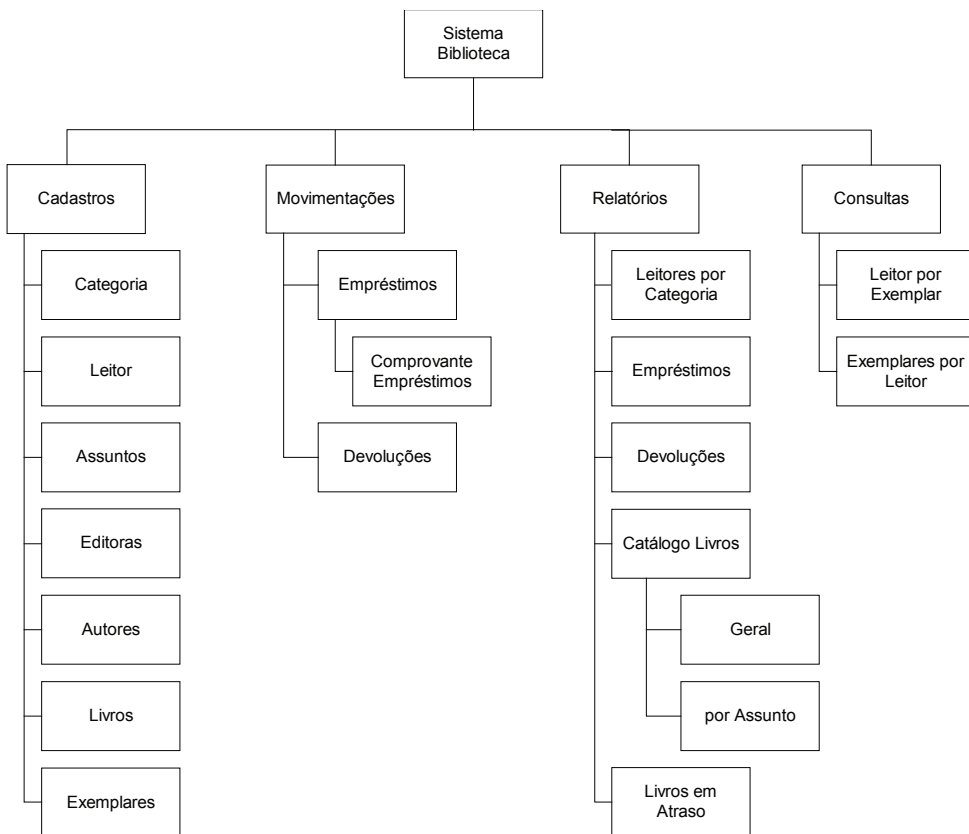 Sistema
Biblioteca
Cadastros
Movimentações
Relatórios
Consultas
Categoria
Leitor
Assuntos
Editoras
Autores
Livros
Exemplares
Empréstimos
Comprovante
Empréstimos
Devoluções
Leitores por
Categoria
Empréstimos
Devoluções
Catálogo Livros
Geral
por Assunto
Livros em
Atraso
Leitor por
Exemplar
Exemplares por
Leitor